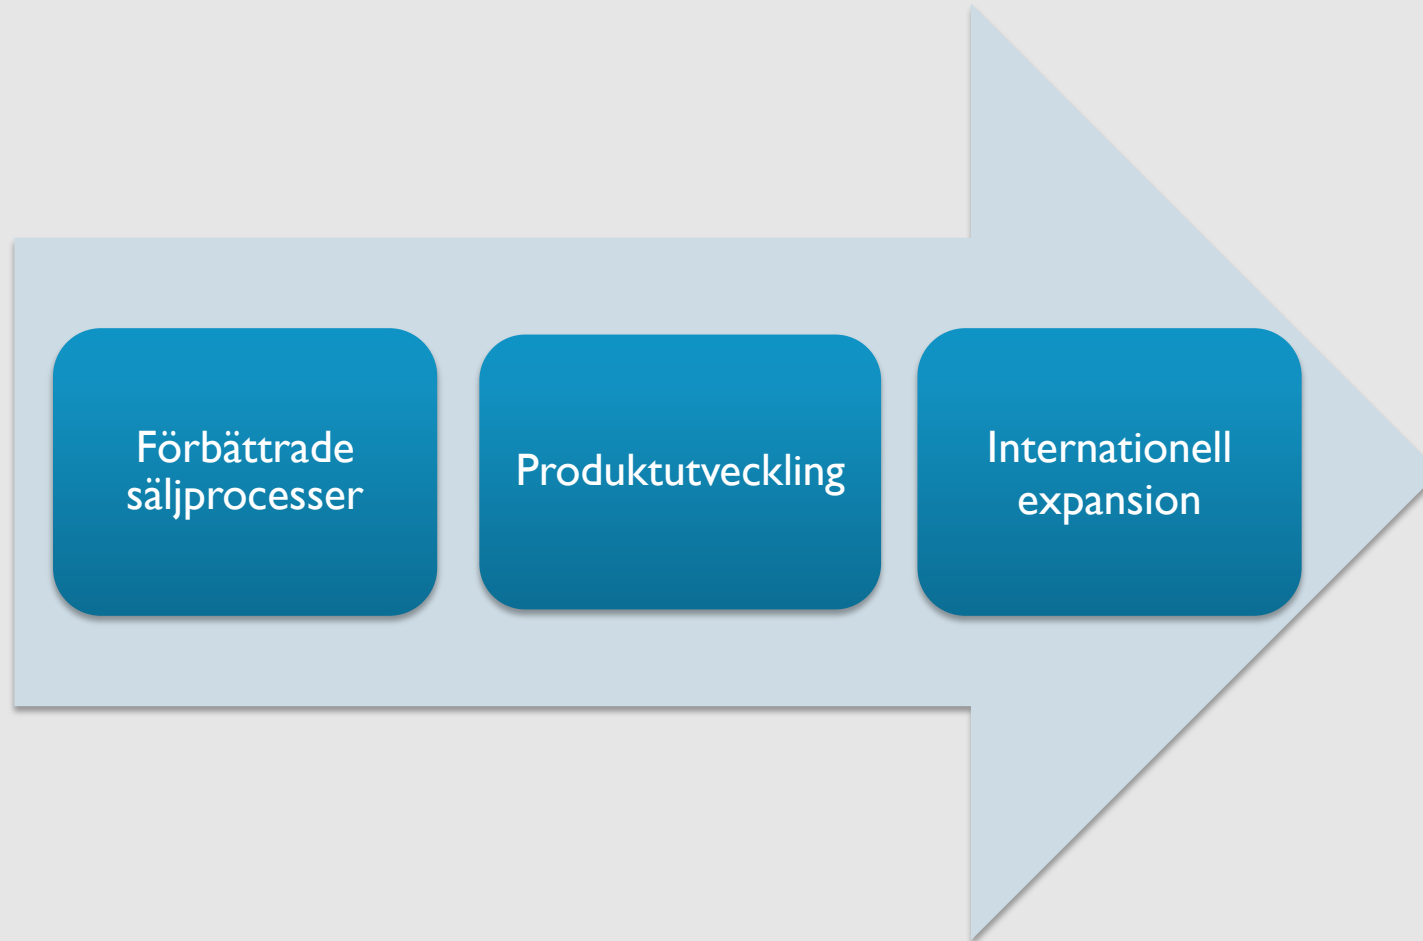 Förbättrade
säljprocesser
Produktutveckling
Internationell
expansion